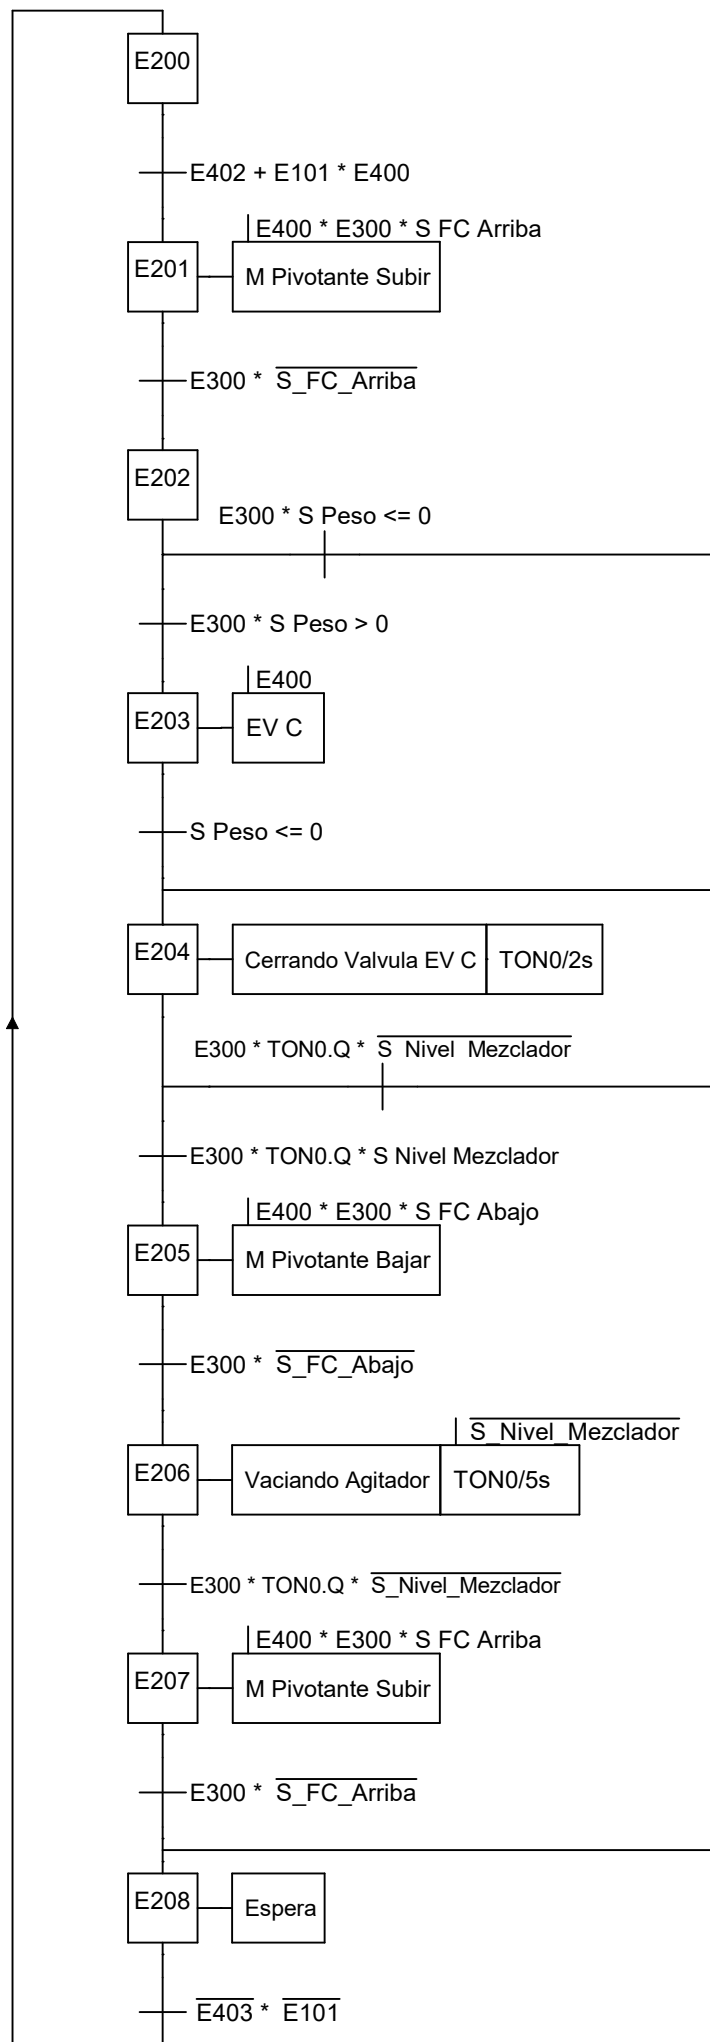 E200
E402 + E101 * E400
E400 * E300 * S FC Arriba
E201
M Pivotante Subir
E300 * S_FC_Arriba
E202
E300 * S Peso <= 0
E300 * S Peso > 0
E400
E203
EV C
S Peso <= 0
E204
Cerrando Valvula EV C
TON0/2s
E300 * TON0.Q * S Nivel Mezclador
E300 * TON0.Q * S Nivel Mezclador
E400 * E300 * S FC Abajo
E205
M Pivotante Bajar
E300 * S_FC_Abajo
S_Nivel_Mezclador
E206
Vaciando Agitador
TON0/5s
E300 * TON0.Q * S_Nivel_Mezclador
E400 * E300 * S FC Arriba
E207
M Pivotante Subir
E300 * S_FC_Arriba
E208
Espera
E403 * E101